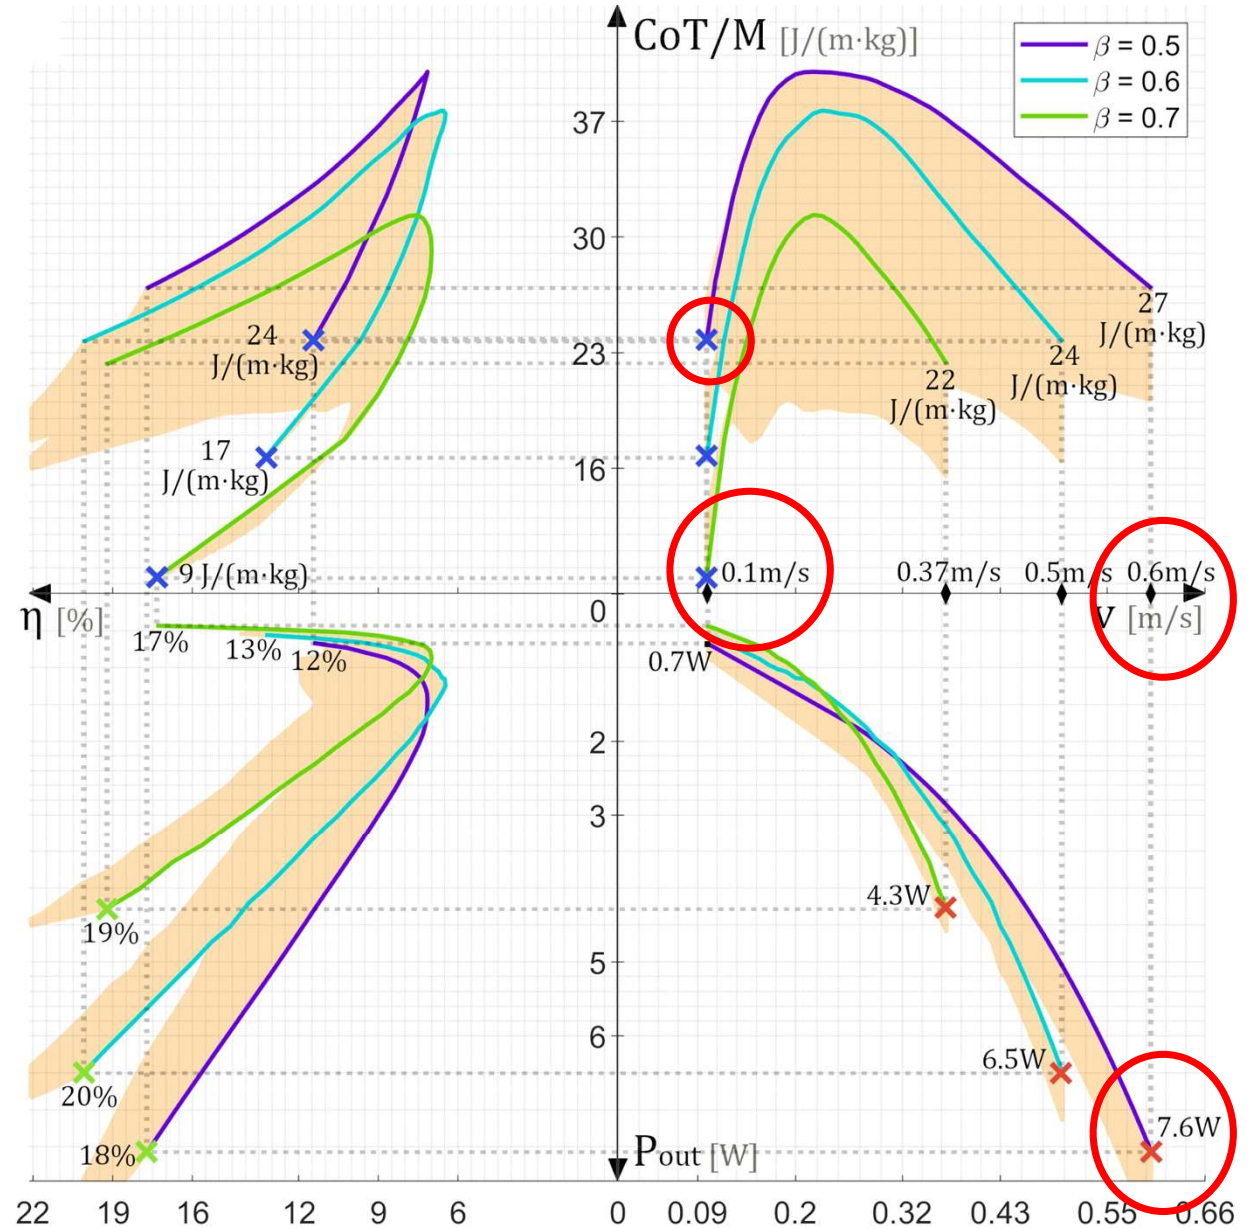 CoT/M [J/(m·kg)]
β = 0.5
β = 0.6
β = 0.7
37
30
23
16
0
24
J/(m·kg)
17
J/(m·kg)
9 J/(m·kg)
27
J/(m·kg)
24
J/(m·kg)
22
J/(m·kg)
0.1m/s
0.37m/s
0.5m/s
0.6m/s
η [%]
V [m/s]
17%
13%
12%
0.7W
2
3
5
6
4.3W
6.5W
7.6W
19%
20%
18%
Pout [W]
22 19 16 12 9 6 0 0.09 0.2 0.32 0.43 0.55 0.66